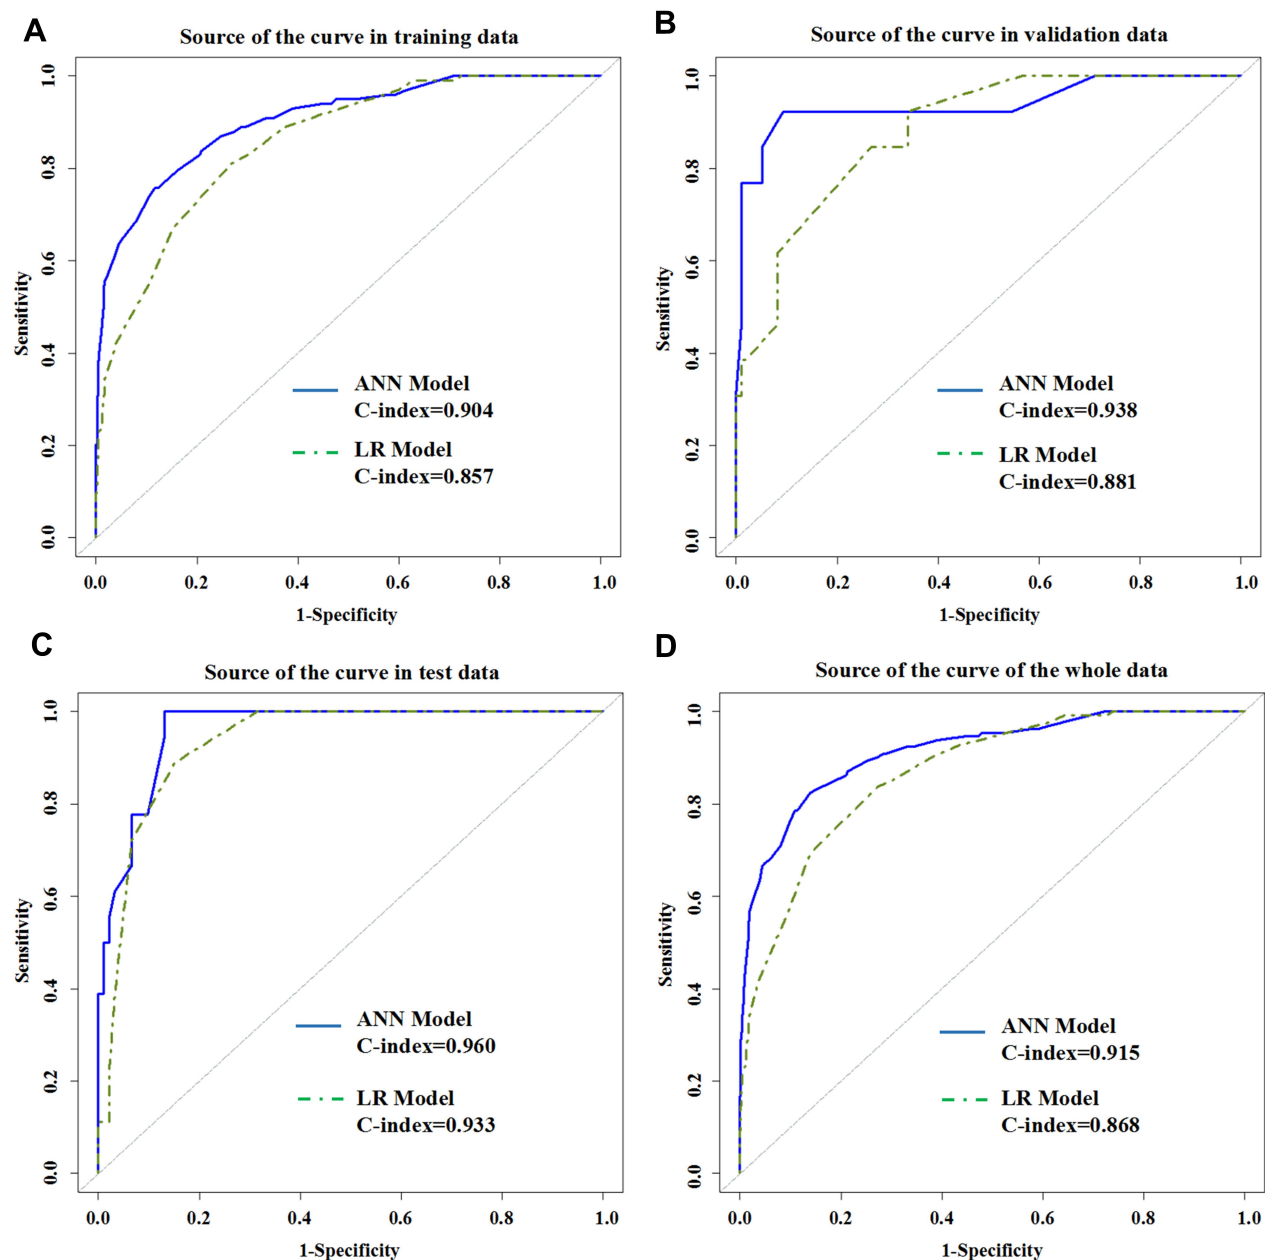 A
Source of the curve in training data
1.0
0.8
0.6
0.4
0.2
0.0
Sensitivity
ANN Model
C-index=0.904
LR Model
C-index=0.857
0.0 0.2 0.4 0.6 0.8 1.0
1-Specificity
B
Source of the curve in validation data
1.0
0.8
0.6
0.4
0.2
0.0
Sensitivity
ANN Model
C-index=0.938
LR Model
C-index=0.881
0.0 0.2 0.4 0.6 0.8 1.0
1-Specificity
C
Source of the curve in test data
1.0
0.8
0.6
0.4
0.2
0.0
Sensitivity
ANN Model
C-index=0.960
LR Model
C-index=0.933
0.0 0.2 0.4 0.6 0.8 1.0
1-Specificity
D
Source of the curve of the whole data
1.0
0.8
0.6
0.4
0.2
0.0
Sensitivity
ANN Model
C-index=0.915
LR Model
C-index=0.868
0.0 0.2 0.4 0.6 0.8 1.0
1-Specificity